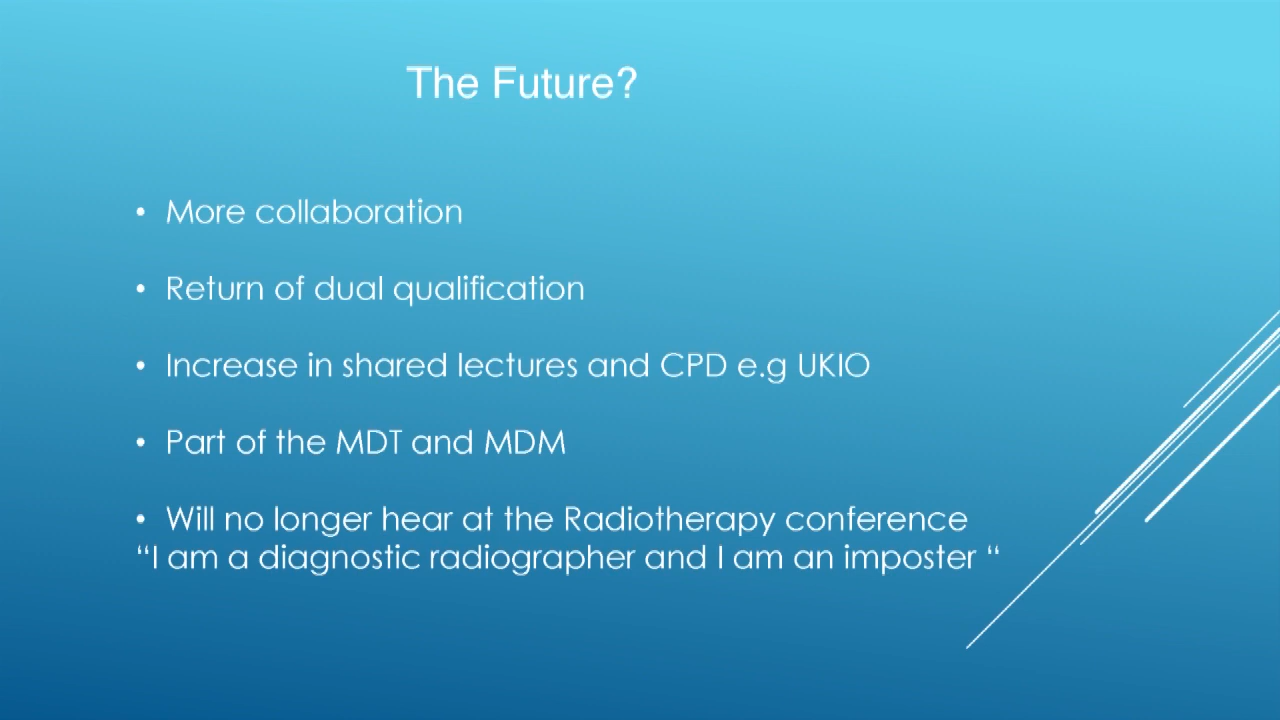 The Future?
• More collaboration
• Return of dual qualification
• Increase in shared lectures and CPD e.g UKIO
• Part of the MDT and MDM
• Will no longer hear at the Radiotherapy conference
“I am a diagnostic radiographer and I am an imposter “